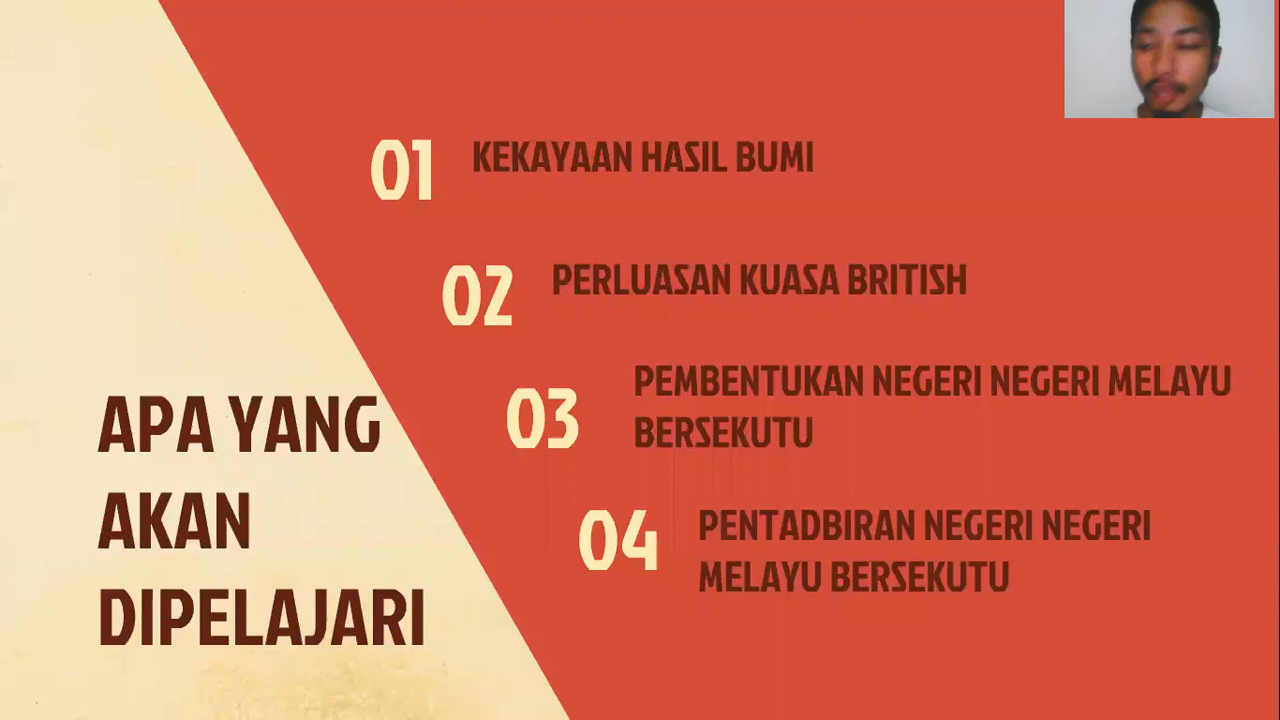 APA YANG
AKAN
DIPELAJARI
01 KEKAYAAN HASIL BUMI
02 PERLUASAN KUASA BRITISH
03 PEMBENTUKAN NEGERI NEGERI MELAYU
BERSEKUTU
04 PENTADBIRAN NEGERI NEGERI
MELAYU BERSEKUTU